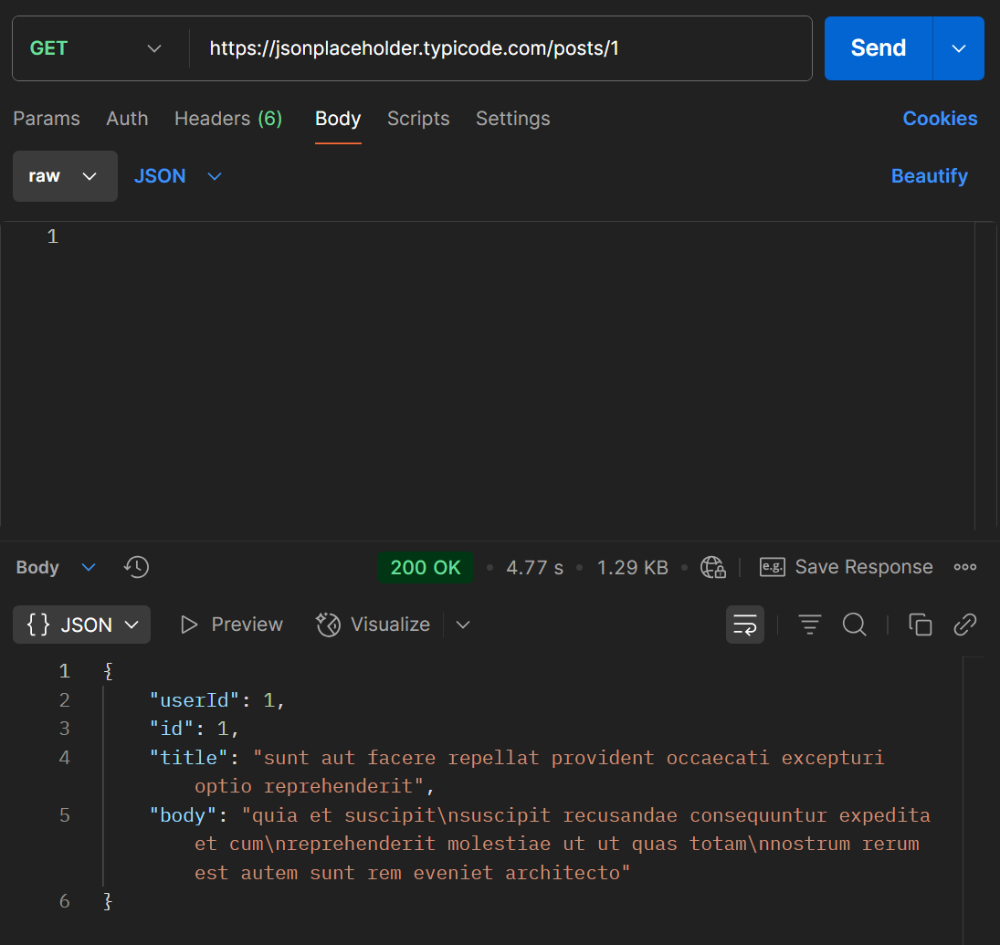 GET https://jsonplaceholder.typicode.com/posts/1 Send
Params Auth Headers (6) Body Scripts Settings Cookies
raw JSON Beautify
1
Body 200 OK • 4.77 s • 1.29 KB • e.g. Save Response
{} JSON Preview Visualize
1 {
2 "userId": 1,
3 "id": 1,
4 "title": "sunt aut facere repellat provident occaecati excepturi
optio reprehenderit",
5 "body": "quia et suscipit\nsuscipit recusandae consequuntur expedita
et cum\nreprehenderit molestiae ut ut quas totam\nnostrum rerum
est autem sunt rem eveniet architecto"
6 }